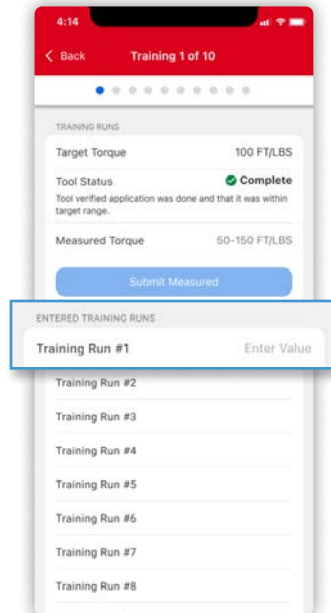 4:14
Back Training 1 of 10
TRAINING RUNS
Target Torque 100 FT/LBS
Tool Status Complete
Tool verified application was done and that it was within
target range.
Measured Torque 50-150 FT/LBS
Submit Measured
ENTERED TRAINING RUNS
Training Run #1 Enter Value
Training Run #2
Training Run #3
Training Run #4
Training Run #5
Training Run #6
Training Run #7
Training Run #8